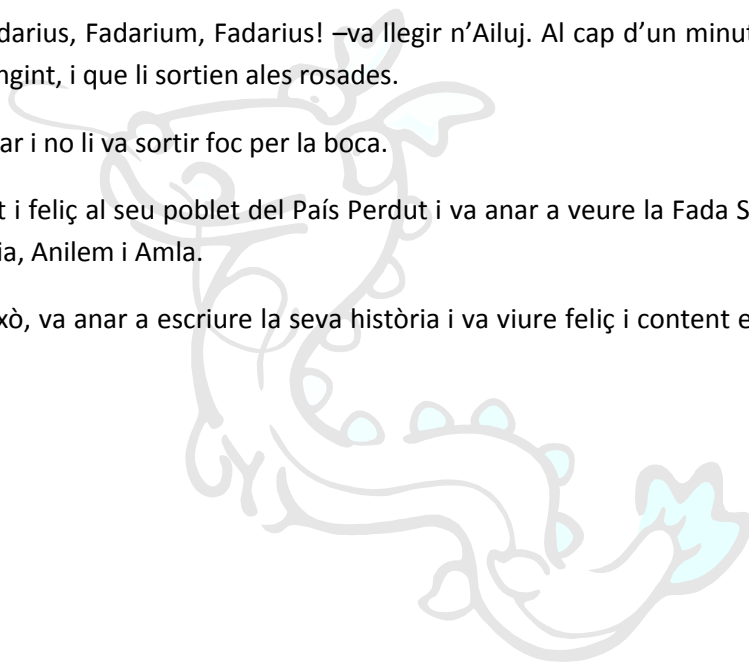 darius, Fadarium, Fadarius! –va llegir n’Ailuj. Al cap d’un minut
ngint, i que li sortien ales rosades.
ar i no li va sortir foc per la boca.
t i feliç al seu poblet del País Perdut i va anar a veure la Fada S
ia, Anilem i Amla.
xò, va anar a escriure la seva història i va viure feliç i content e